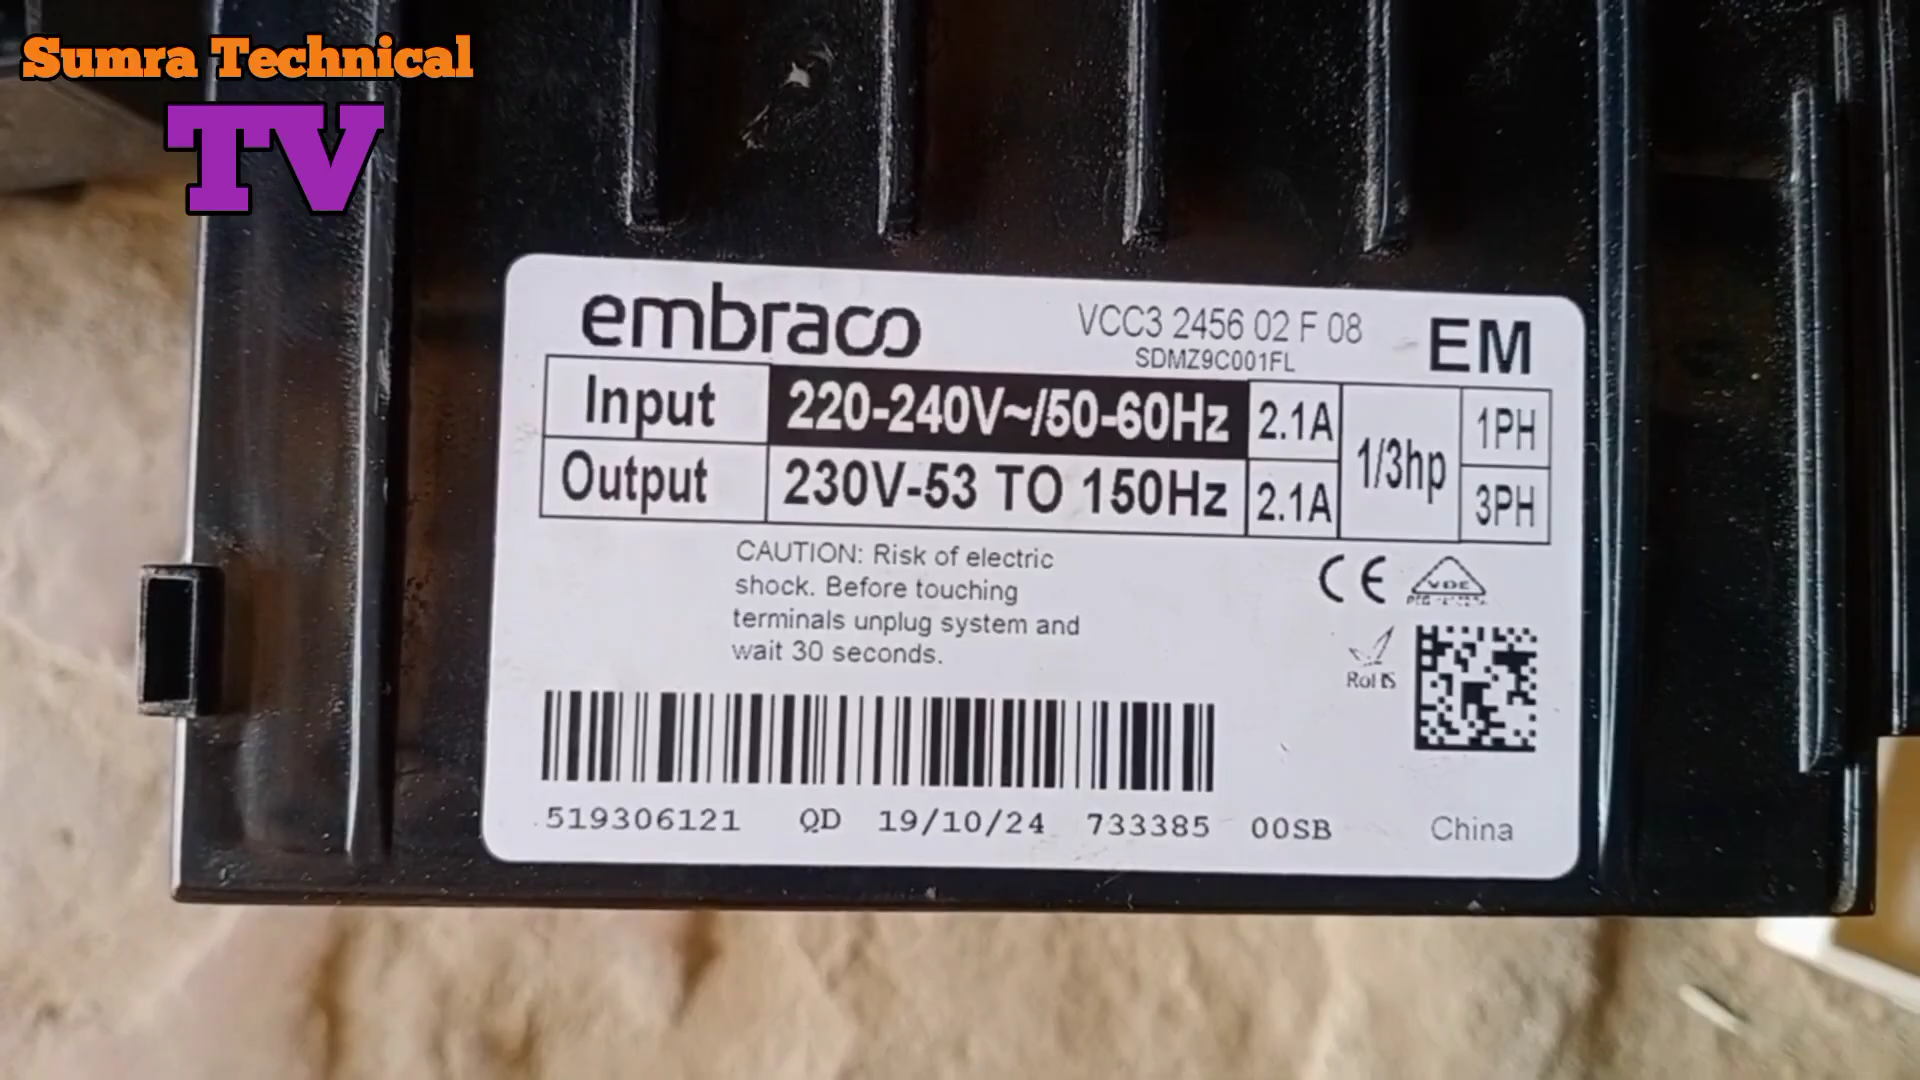 Sumra Technical
TV
embraco
VCC3 2456 02 F 08
SDMZ9C001FL
EM
Input 220-240V~/50-60Hz 2.1A 1/3hp 1PH
Output 230V-53 TO 150Hz 2.1A 3PH
CAUTION: Risk of electric
shock. Before touching
terminals unplug system and
wait 30 seconds.
CE
VDE
RoHS
519306121 QD 19/10/24 733385 00SB China